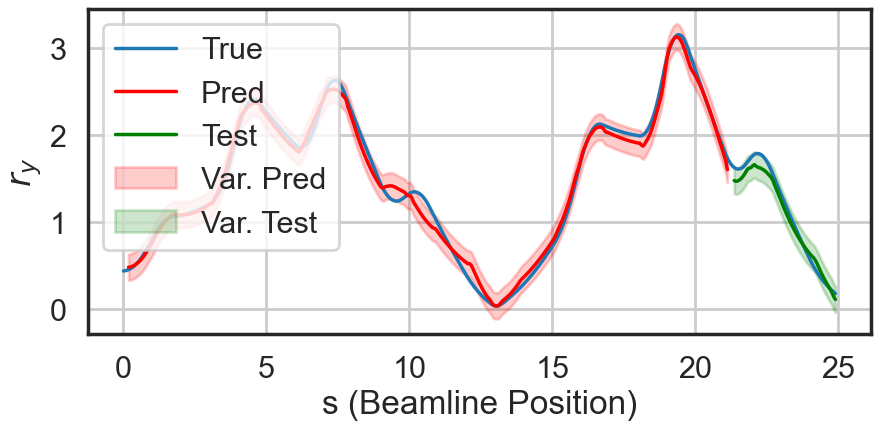 3
2
1
0
r_y
True
Pred
Test
Var. Pred
Var. Test
0 5 10 15 20 25
s (Beamline Position)